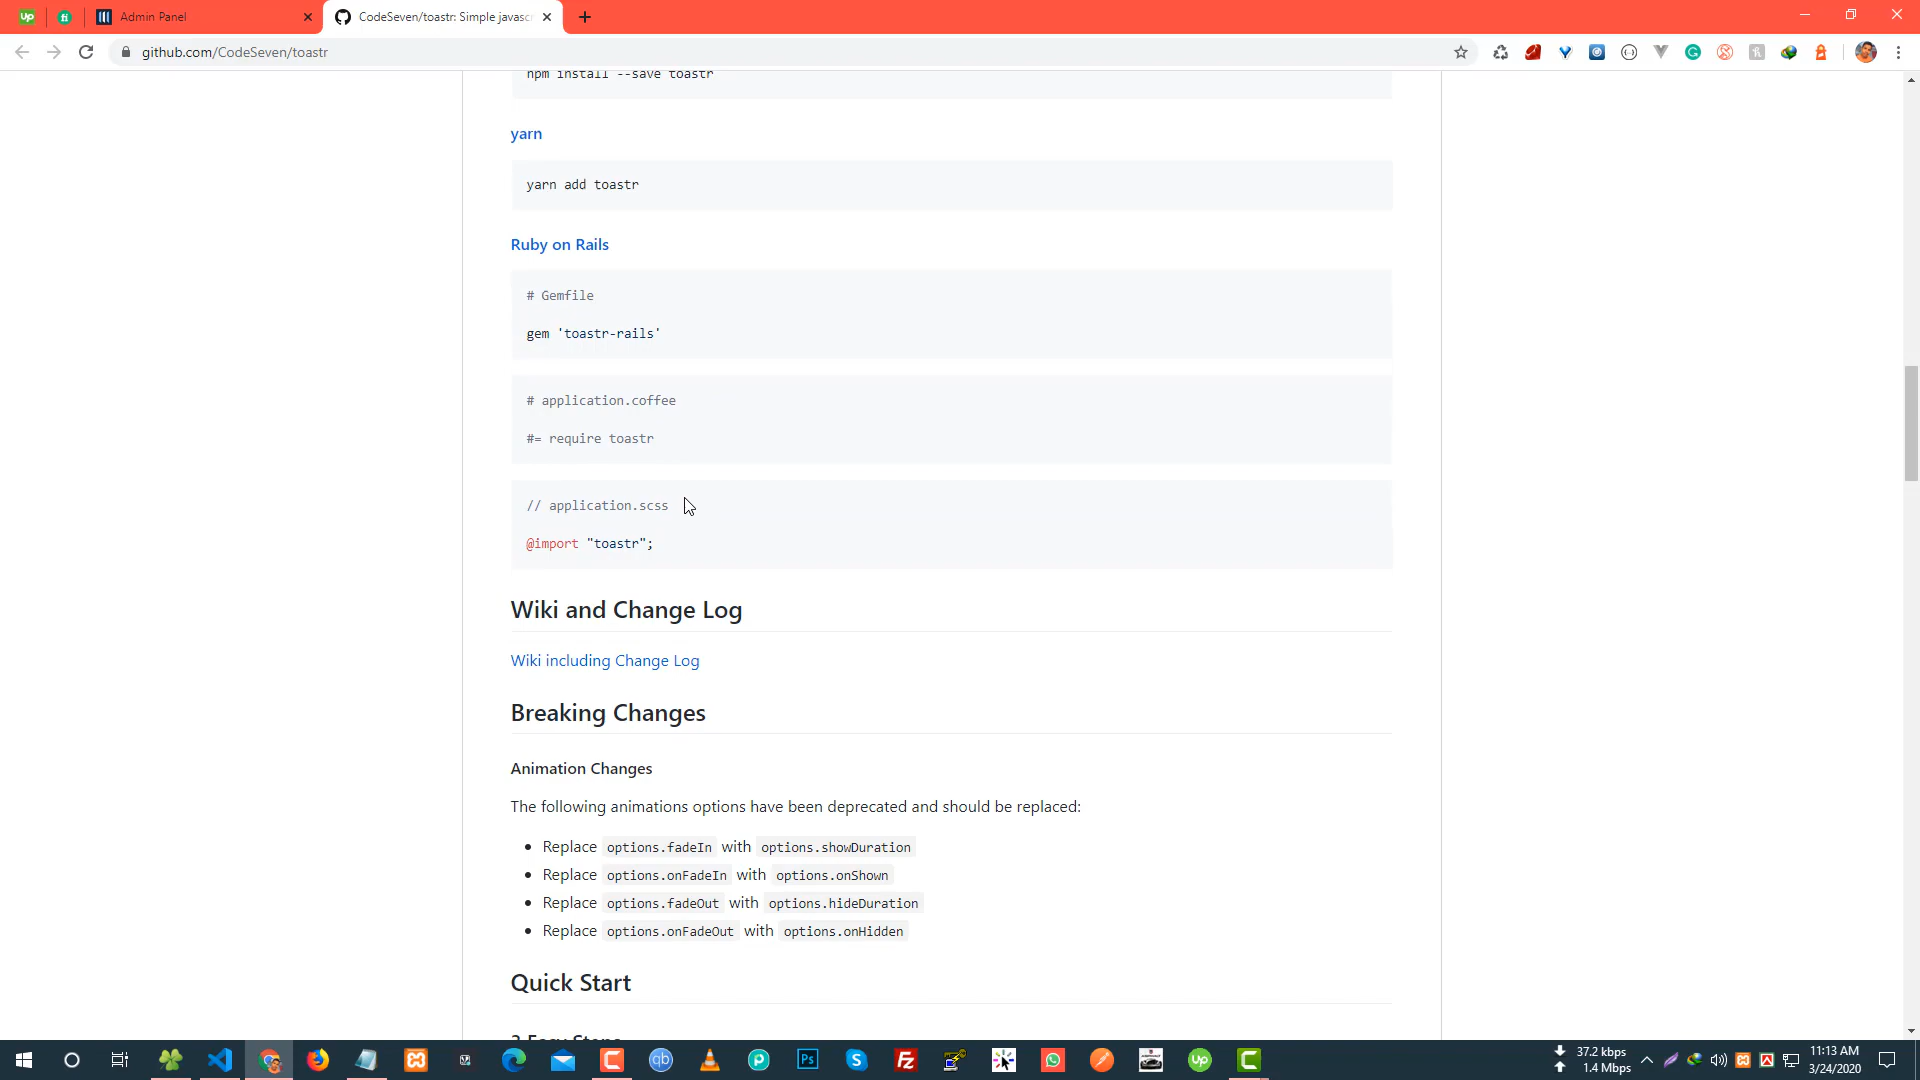 Admin Panel
CodeSeven/toastr: Simple javasc
github.com/CodeSeven/toastr
npm install --save toastr
yarn
yarn add toastr
Ruby on Rails
# Gemfile
gem 'toastr-rails'
# application.coffee
#= require toastr
// application.scss
@import "toastr";
Wiki and Change Log
Wiki including Change Log
Breaking Changes
Animation Changes
The following animations options have been deprecated and should be replaced:
Replace options.fadeIn with options.showDuration
Replace options.onFadeIn with options.onShown
Replace options.fadeOut with options.hideDuration
Replace options.onFadeOut with options.onHidden
Quick Start
3 Easy Steps
37.2 kbps
1.4 Mbps
11:13 AM
3/24/2020